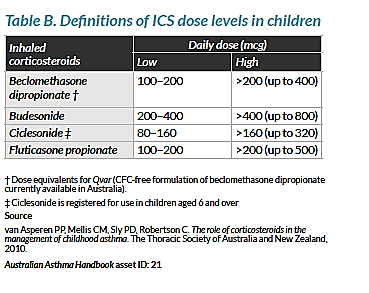 Table B. Definitions of ICS dose levels in children
Inhaled corticosteroids
Daily dose (mcg)
Low
High
Beclomethasone dipropionate † 100–200 >200 (up to 400)
Budesonide 200–400 >400 (up to 800)
Ciclesonide ‡ 80–160 >160 (up to 320)
Fluticasone propionate 100–200 >200 (up to 500)
† Dose equivalents for Qvar (CFC-free formulation of beclomethasone dipropionate
currently available in Australia).
‡ Ciclesonide is registered for use in children aged 6 and over
Source
van Asperen PP, Mellis CM, Sly PD, Robertson C. The role of corticosteroids in the
management of childhood asthma. The Thoracic Society of Australia and New Zealand,
2010.
Australian Asthma Handbook asset ID: 21